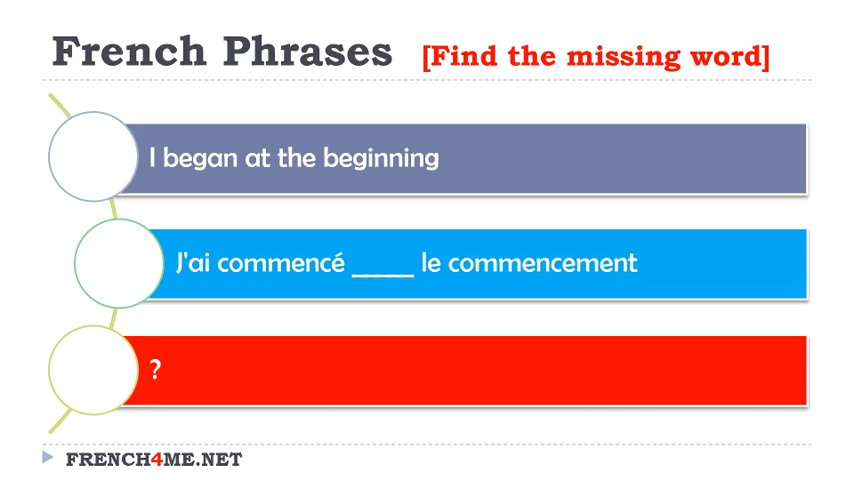 French Phrases [Find the missing word]
I began at the beginning
J'ai commencé _____ le commencement
?
FRENCH4ME.NET